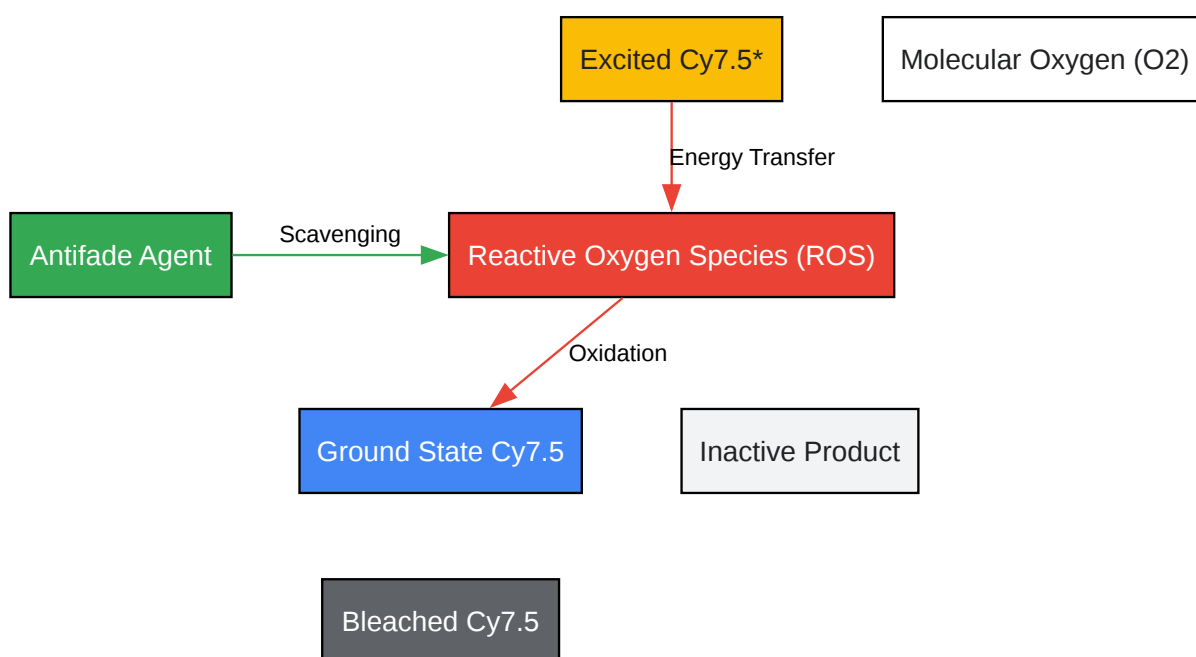 Excited Cy7.5*
Molecular Oxygen (O2)
Energy Transfer
Antifade Agent
Scavenging
Reactive Oxygen Species (ROS)
Oxidation
Ground State Cy7.5
Inactive Product
Bleached Cy7.5